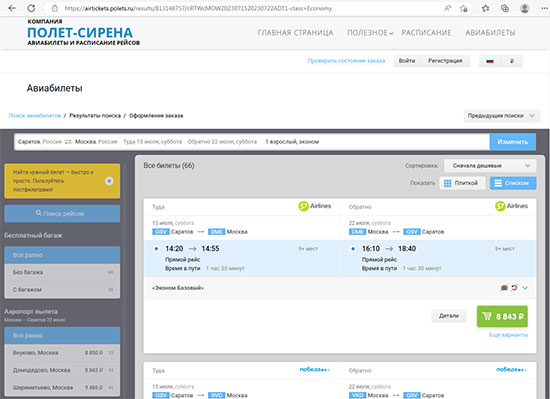 https://airtickets.polets.ru/results/813148757/cRTWcMOW2023071520230722ADT1-class=Economy
КОМПАНИЯ
ПОЛЕТ-СИРЕНА
АВИАБИЛЕТЫ И РАСПИСАНИЕ РЕЙСОВ
ГЛАВНАЯ СТРАНИЦА ПОЛЕЗНОЕ РАСПИСАНИЕ АВИАБИЛЕТЫ
Проверить состояние заказа Войти Регистрация ₽
Авиабилеты
Поиск авиабилетов / Результаты поиска / Оформление заказа
Предыдущие поиски
Саратов, Россия Москва, Россия Туда 15 июля, суббота Обратно 22 июля, суббота 1 взрослый, эконом Изменить
Найти нужный билет — быстро и просто. Пользуйтесь постфильтрами!
Поиск рейсов
Бесплатный багаж
Все равно
Без багажа
С багажом
Аэропорт вылета
Москва — Саратов 22 июля
Все равно
Внуково, Москва 8 850 ₽ 12
Домодедово, Москва 8 843 ₽
Шереметьево, Москва 9 486 ₽
Все билеты (66)
Сортировка: Сначала дешевые
Показать Плиткой Списком
Туда S7 Airlines Обратно S7 Airlines
15 июля, суббота 22 июля, суббота
GSV Саратов → DME Москва DME Москва → GSV Саратов
14:20 → 14:55 9+ мест 16:10 → 18:40 9+ мест
Прямой рейс Прямой рейс
Время в пути 1 час 35 минут Время в пути 1 час 30 минут
«Эконом Базовый»
Детали 8 843 ₽
Еще варианты
Туда победа Обратно победа
15 июля, суббота 22 июля, суббота
GSV Саратов → SVO Москва VKO Москва → GSV Саратов